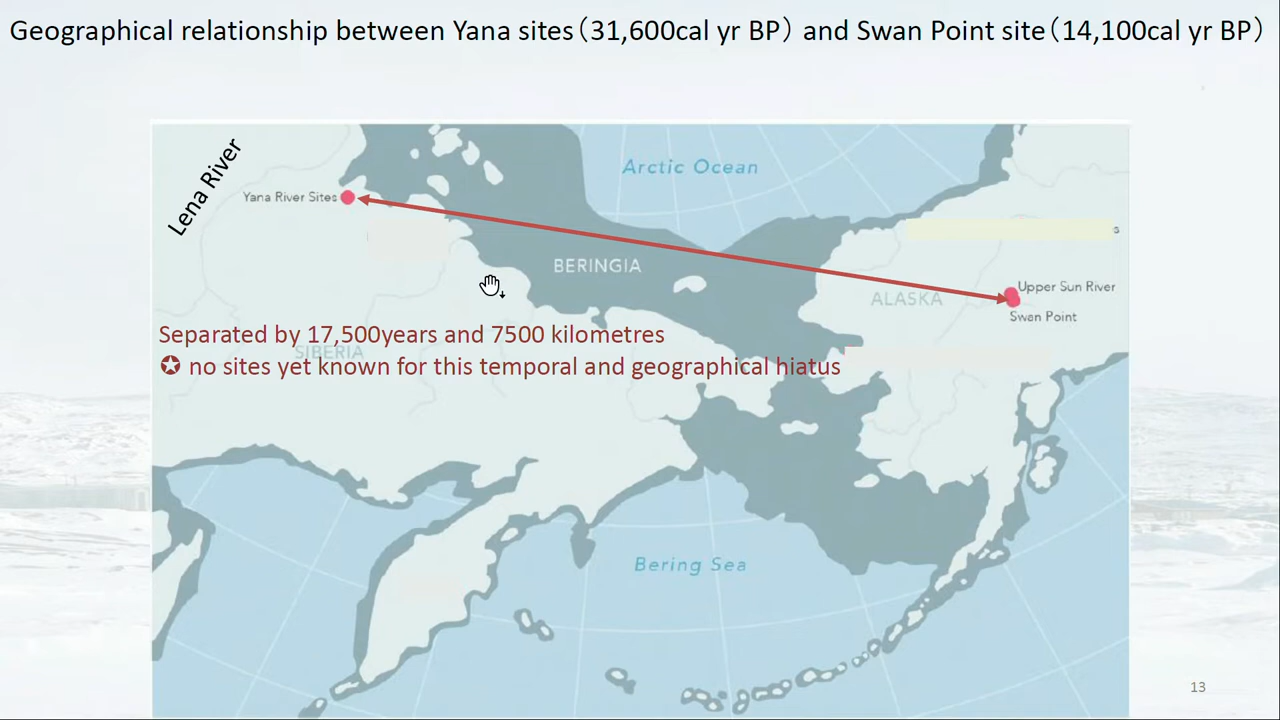 Geographical relationship between Yana sites（31,600cal yr BP）and Swan Point site（14,100cal yr BP）
Lena River
Arctic Ocean
Yana River Sites
s
BERINGIA
Upper Sun River
ALASKA
Swan Point
Separated by 17,500years and 7500 kilometres
SIBERIA
✪ no sites yet known for this temporal and geographical hiatus
Bering Sea
13